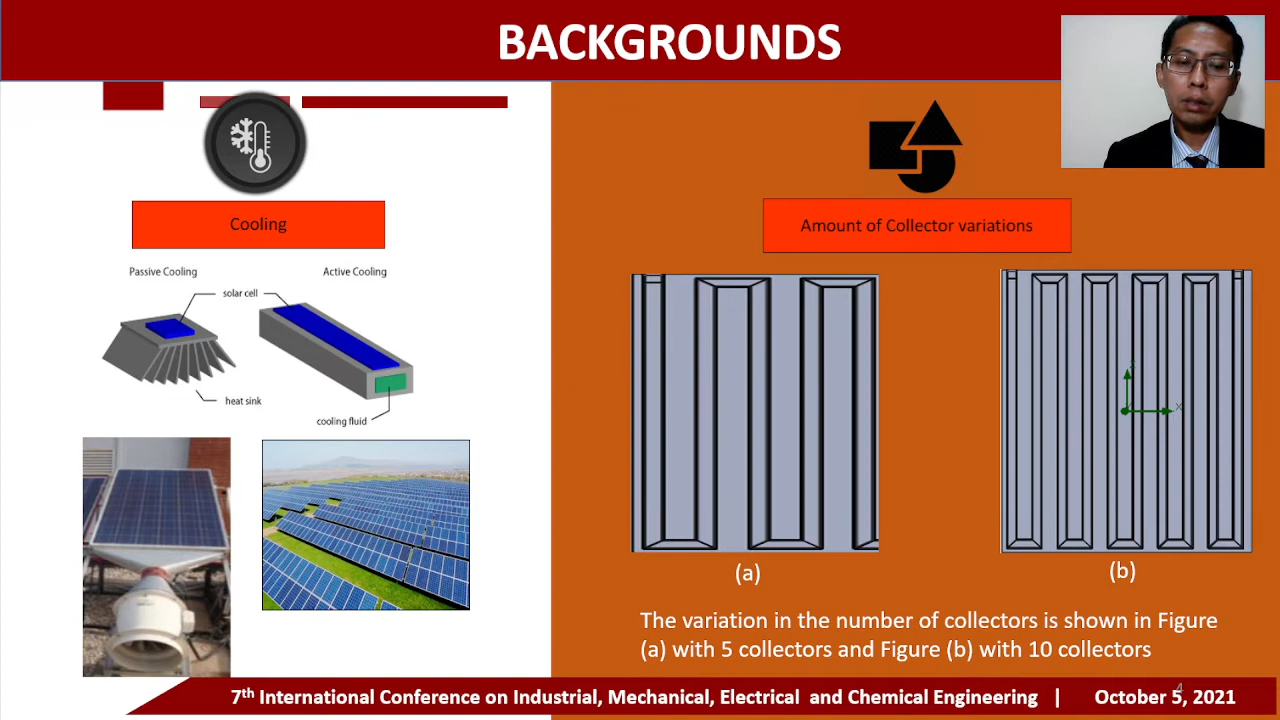 BACKGROUNDS
Cooling
Passive Cooling
Active Cooling
solar cell
heat sink
cooling fluid
Amount of Collector variations
X
(a)
(b)
The variation in the number of collectors is shown in Figure
(a) with 5 collectors and Figure (b) with 10 collectors
7th International Conference on Industrial, Mechanical, Electrical and Chemical Engineering | October 5, 2021
4